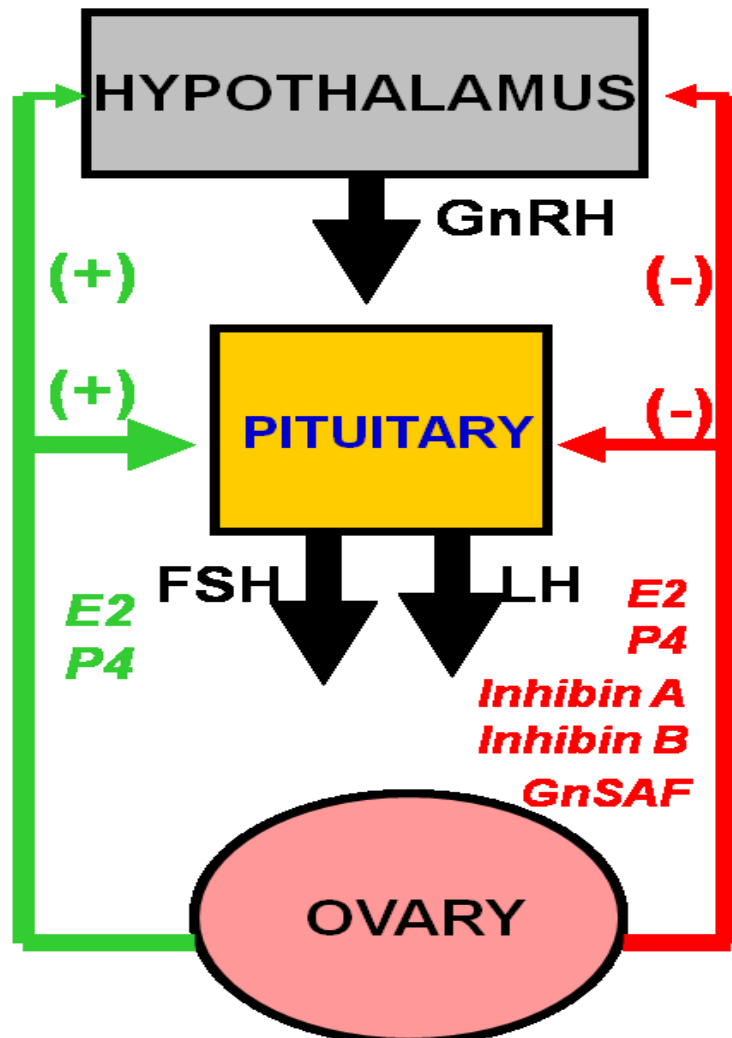 HYPOTHALAMUS
GnRH
(+)
(-)
(+)
(-)
PITUITARY
FSH
LH
E2
P4
E2
P4
Inhibin A
Inhibin B
GnSAF
OVARY